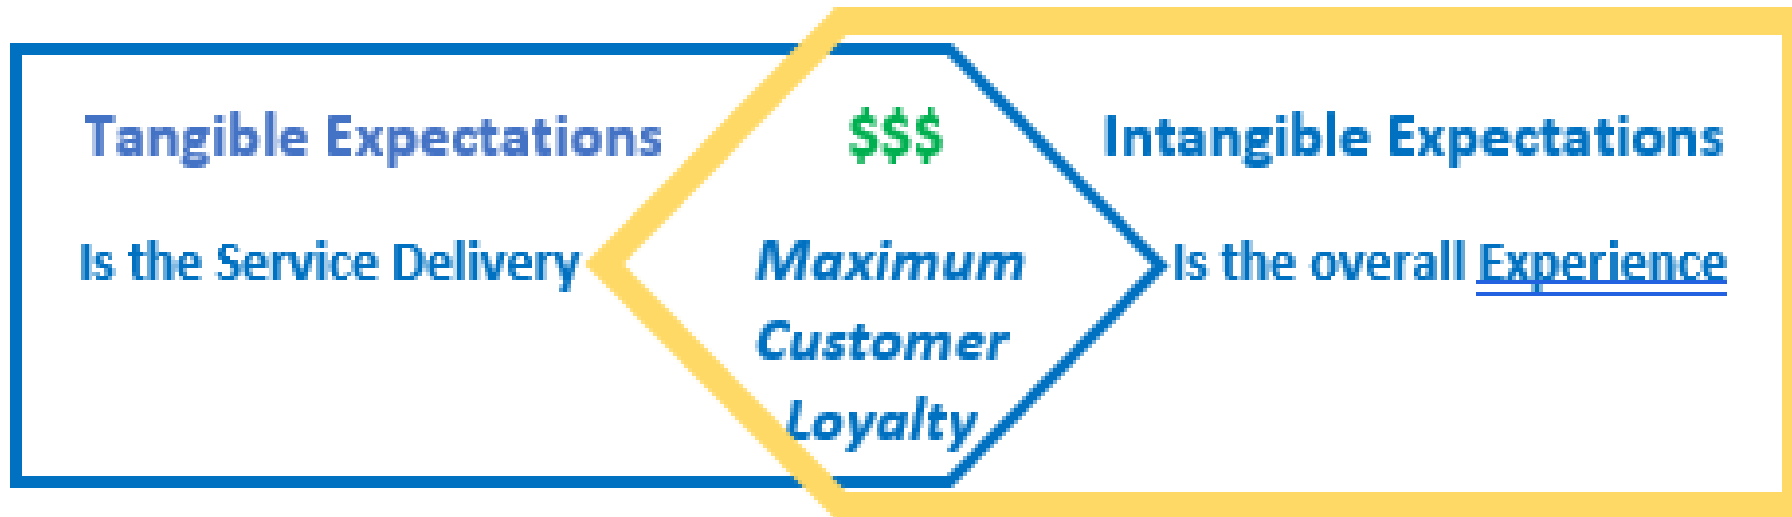 Tangible Expectations
Is the Service Delivery
$$$
Maximum
Customer
Loyalty
Intangible Expectations
Is the overall Experience